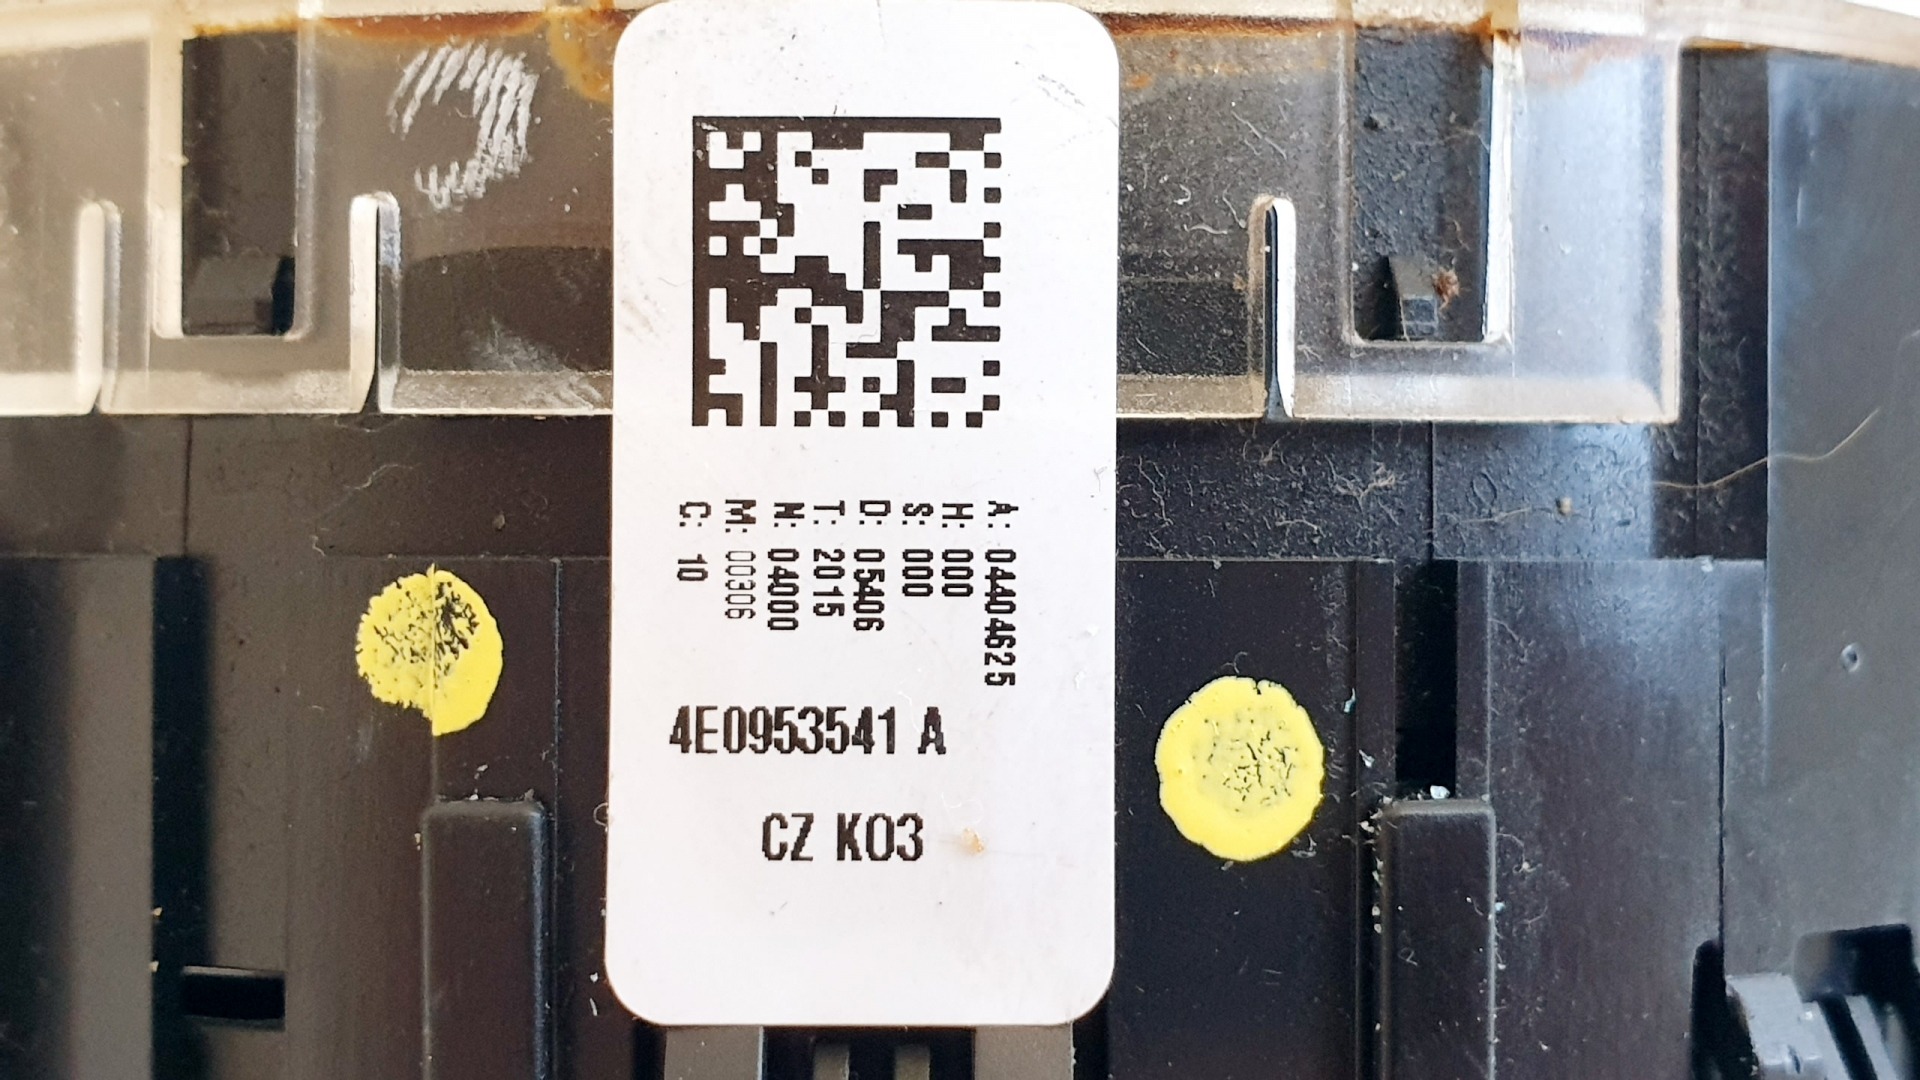 A: 04404625
H: 000
S: 000
D: 05406
T: 2015
N: 04000
M: 00306
C: 10
4E0953541 A
CZ K03